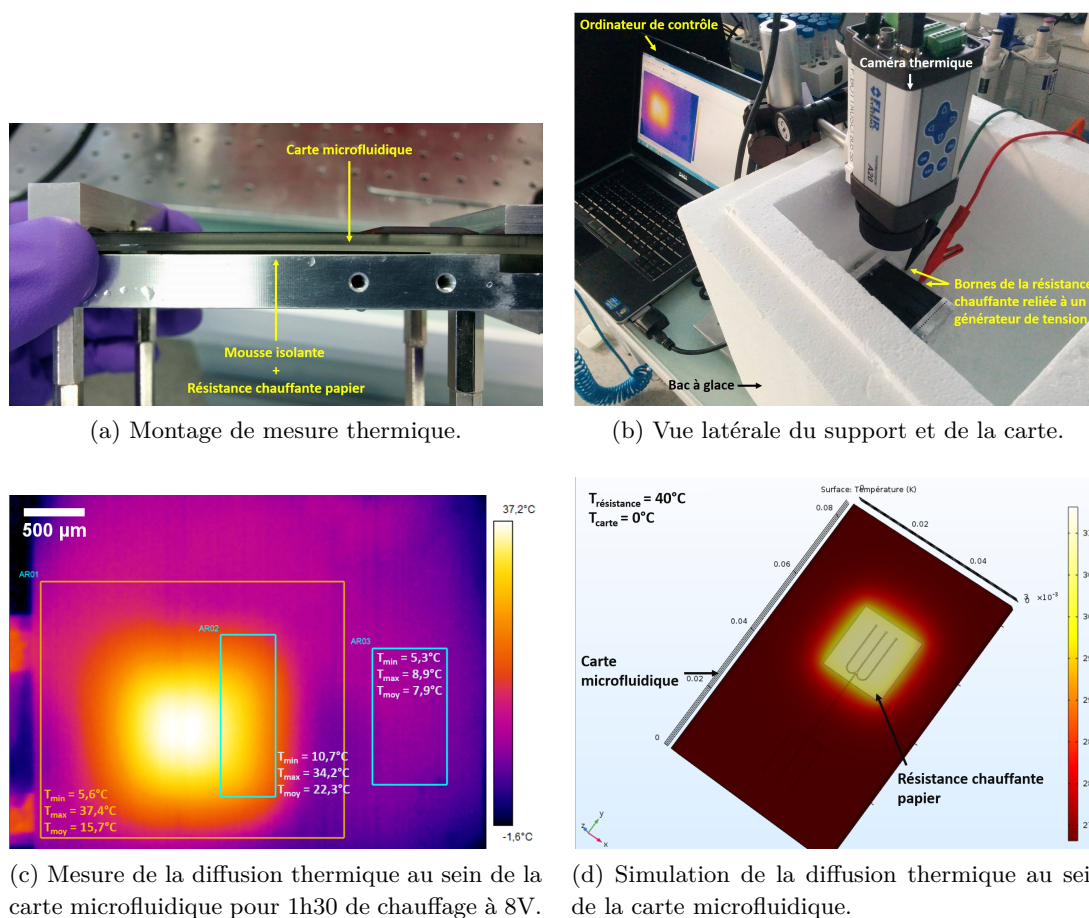 Carte microfluidique
Mousse isolante
+
Résistance chauffante papier
(a) Montage de mesure thermique.
Ordinateur de contrôle
Caméra thermique
FLIR
A20
Bornes de la résistance
chauffante reliée à un
générateur de tension
Bac à glace
(b) Vue latérale du support et de la carte.
500 µm
37,2°C
-1,6°C
AR01
AR02
AR03
Tmin = 5,3°C
Tmax = 8,9°C
Tmoy = 7,9°C
Tmin = 10,7°C
Tmax = 34,2°C
Tmoy = 22,3°C
Tmin = 5,6°C
Tmax = 37,4°C
Tmoy = 15,7°C
(c) Mesure de la diffusion thermique au sein de la
carte microfluidique pour 1h30 de chauffage à 8V.
Trésistance = 40°C
Tcarte = 0°C
Surface: Température (K)
0
0.02
0.04
3 ×10⁻³
0
0.08
0.06
0.04
0.02
0
Carte
microfluidique
Résistance chauffante
papier
y
z
x
(d) Simulation de la diffusion thermique au sei
de la carte microfluidique.